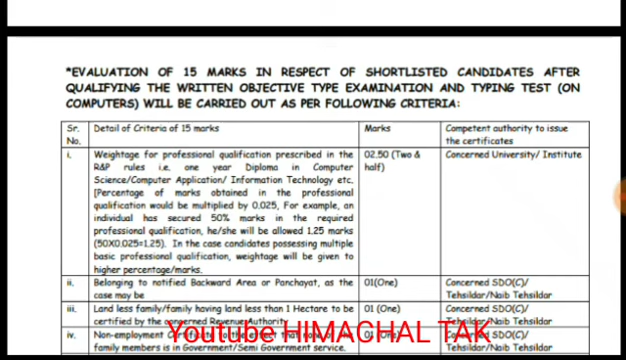 *EVALUATION OF 15 MARKS IN RESPECT OF SHORTLISTED CANDIDATES AFTER
QUALIFYING THE WRITTEN OBJECTIVE TYPE EXAMINATION AND TYPING TEST (ON
COMPUTERS) WILL BE CARRIED OUT AS PER FOLLOWING CRITERIA:
Sr. No.
Detail of Criteria of 15 marks
Marks
Competent authority to issue
the certificates
i.
Weightage for professional qualification prescribed in the
R&P rules i.e. one year Diploma in Computer
Science/Computer Application/ Information Technology etc.
[Percentage of marks obtained in the professional
qualification would be multiplied by 0.025, For example, an
individual has secured 50% marks in the required
professional qualification, he/she will be allowed 1.25 marks
(50X0.025=1.25). In the case candidates possessing multiple
basic professional qualification, weightage will be given to
higher percentage/marks.
02.50 (Two &
half)
Concerned University/ Institute
ii.
Belonging to notified Backward Area or Panchayat, as the
case may be
01(One)
Concerned SDO(C)/
Tehsildar/Naib Tehsildar
iii.
Land less family/family having land less than 1 Hectare to be
certified by the concerned Revenue Authority
01 (One)
Concerned SDO(C)/
Tehsildar/Naib Tehsildar
iv.
Non-employment
family members is in Government/Semi Government service.
Concerned SDO(C)/
Tehsildar/Naib Tehsildar
Youtube HIMACHAL TAK